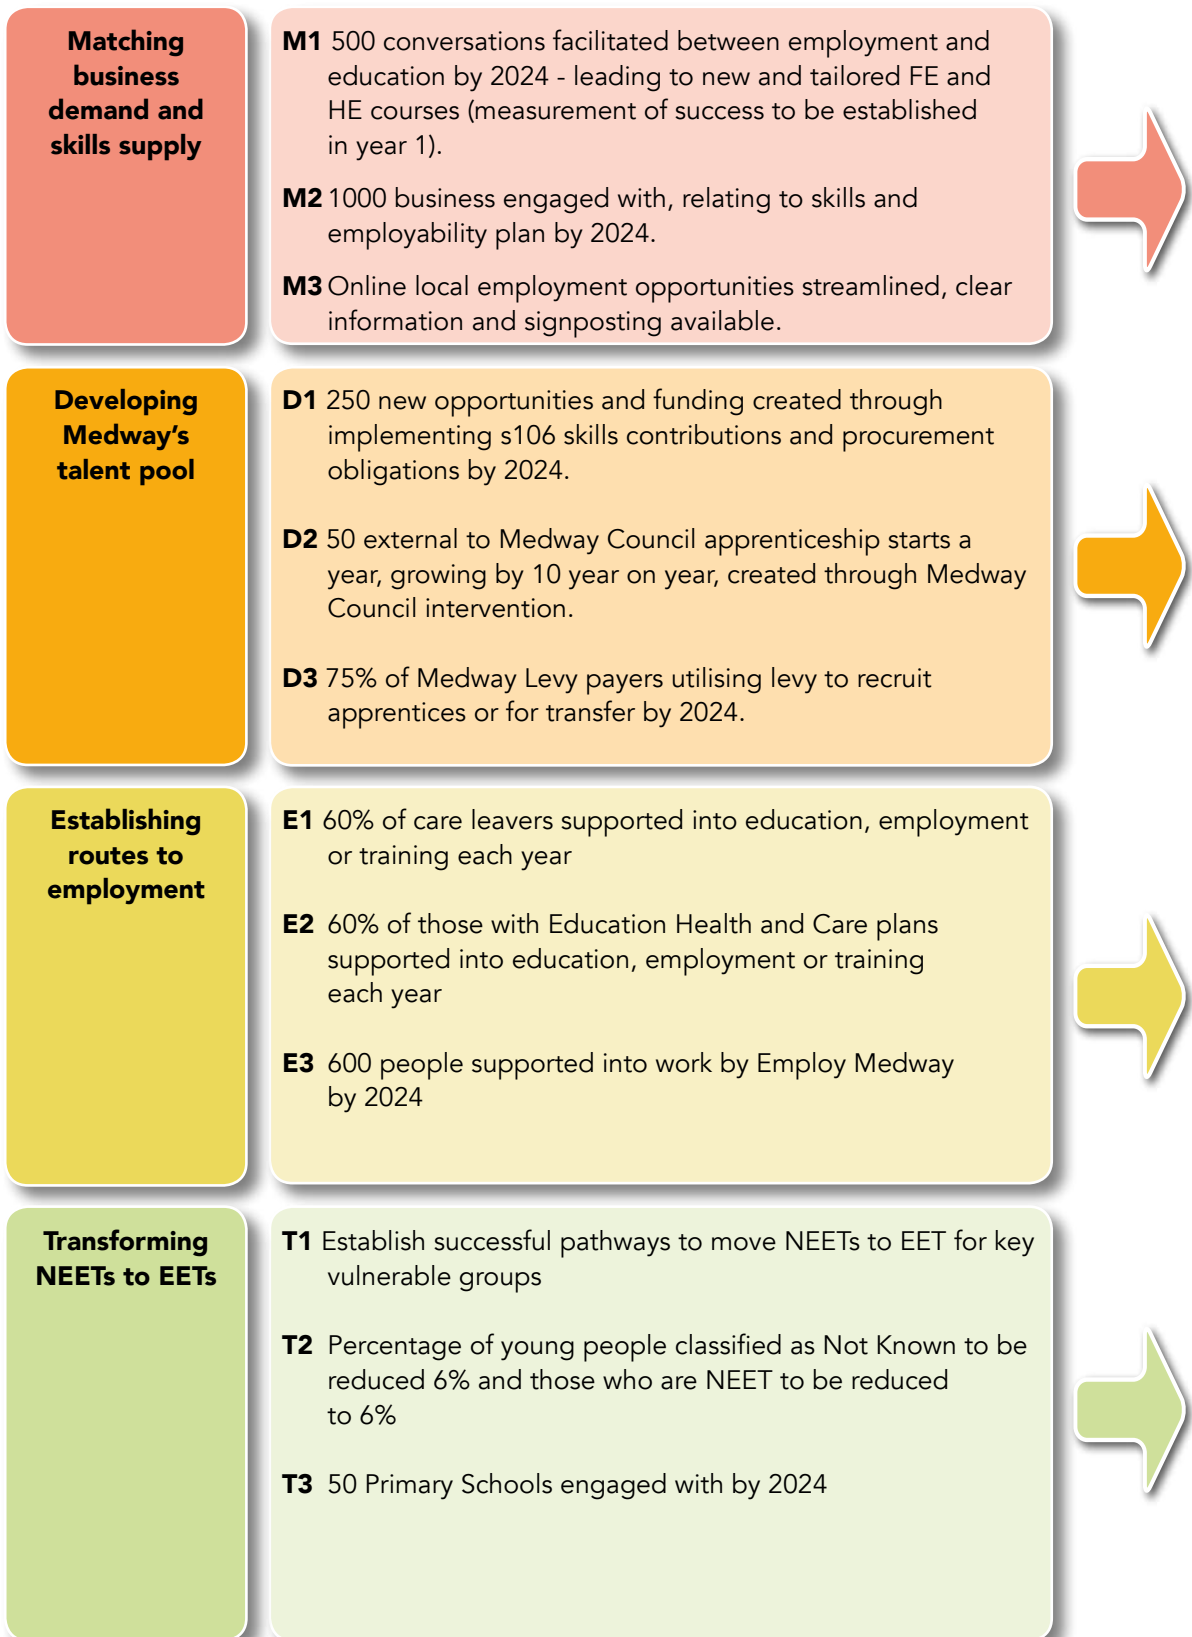 Matching
business
demand and
skills supply
M1 500 conversations facilitated between employment and
education by 2024 - leading to new and tailored FE and
HE courses (measurement of success to be established
in year 1).
M2 1000 business engaged with, relating to skills and
employability plan by 2024.
M3 Online local employment opportunities streamlined, clear
information and signposting available.
Developing
Medway’s
talent pool
D1 250 new opportunities and funding created through
implementing s106 skills contributions and procurement
obligations by 2024.
D2 50 external to Medway Council apprenticeship starts a
year, growing by 10 year on year, created through Medway
Council intervention.
D3 75% of Medway Levy payers utilising levy to recruit
apprentices or for transfer by 2024.
Establishing
routes to
employment
E1 60% of care leavers supported into education, employment
or training each year
E2 60% of those with Education Health and Care plans
supported into education, employment or training
each year
E3 600 people supported into work by Employ Medway
by 2024
Transforming
NEETs to EETs
T1 Establish successful pathways to move NEETs to EET for key
vulnerable groups
T2 Percentage of young people classified as Not Known to be
reduced 6% and those who are NEET to be reduced
to 6%
T3 50 Primary Schools engaged with by 2024